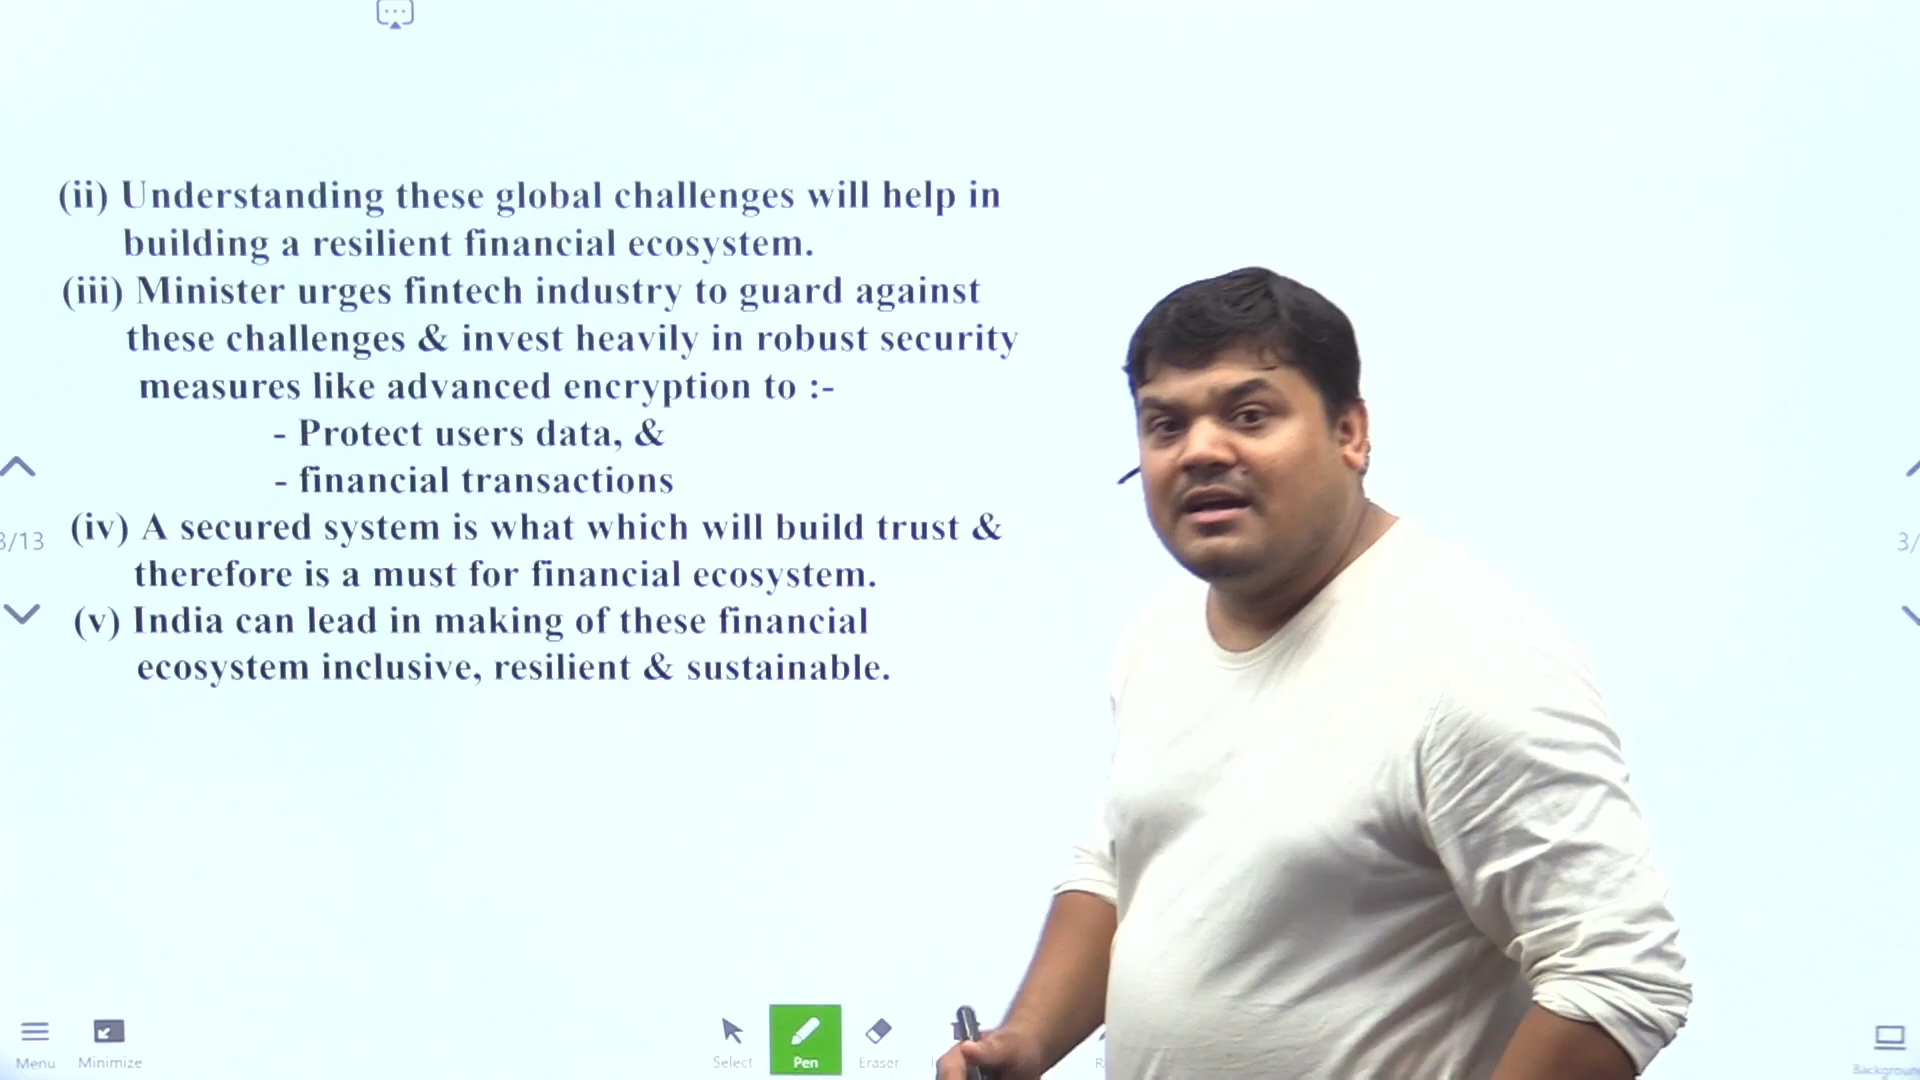 (ii) Understanding these global challenges will help in
building a resilient financial ecosystem.
(iii) Minister urges fintech industry to guard against
these challenges & invest heavily in robust security
measures like advanced encryption to :-
- Protect users data, &
- financial transactions
(iv) A secured system is what which will build trust &
therefore is a must for financial ecosystem.
(v) India can lead in making of these financial
ecosystem inclusive, resilient & sustainable.
3/13
3/
Menu
Minimize
Select
Pen
Eraser
Background